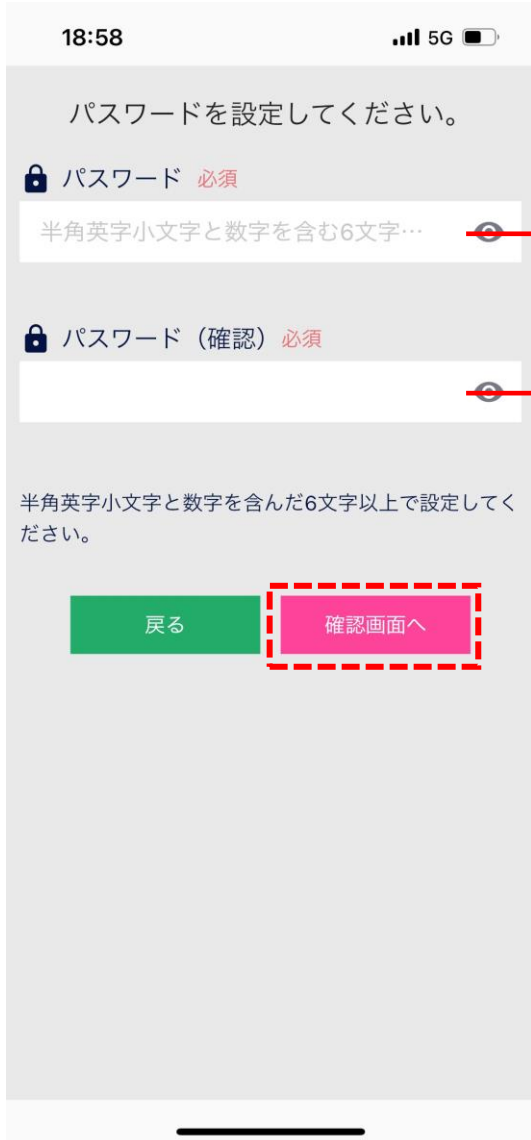 18:58 5G
パスワードを設定してください。
パスワード 必須
半角英字小文字と数字を含む6文字…
パスワード（確認）必須
半角英字小文字と数字を含んだ6文字以上で設定してく
ださい。
戻る 確認画面へ